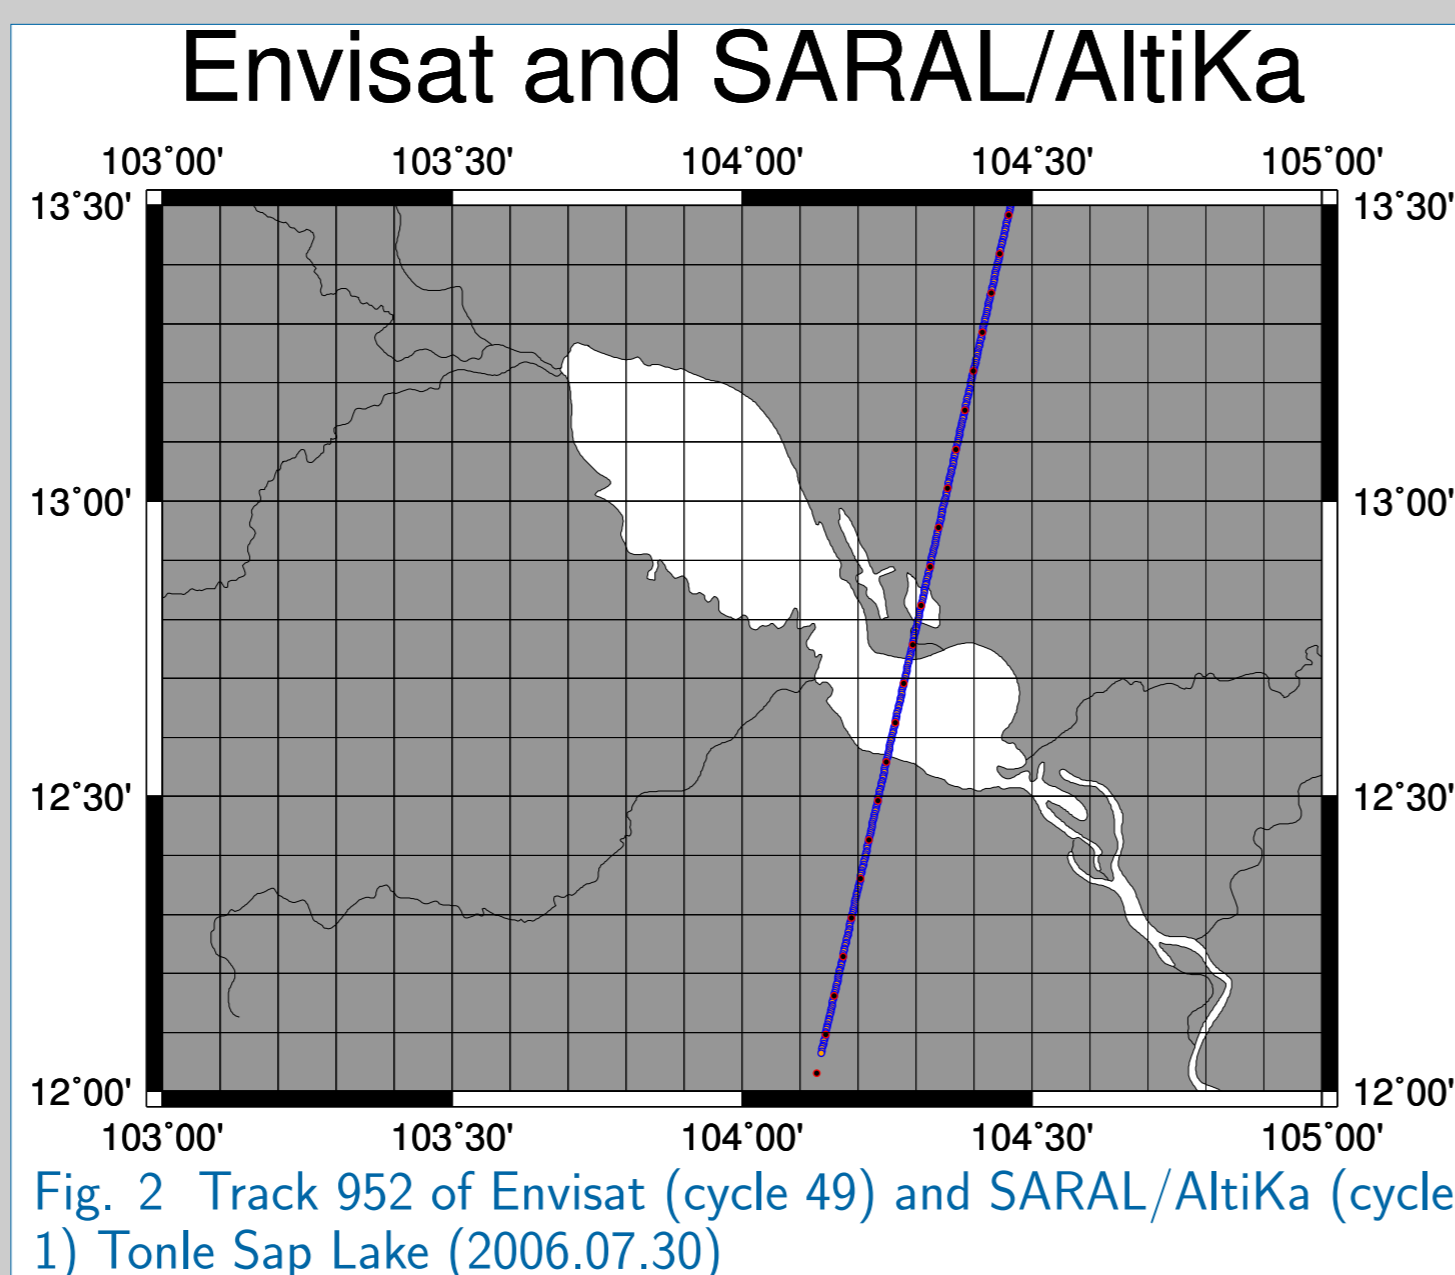 Envisat and SARAL/AltiKa
103°00' 103°30' 104°00' 104°30' 105°00'
13°30' 13°30'
13°00' 13°00'
12°30' 12°30'
12°00' 12°00'
103°00' 103°30' 104°00' 104°30' 105°00'
Fig. 2 Track 952 of Envisat (cycle 49) and SARAL/AltiKa (cycle
1) Tonle Sap Lake (2006.07.30)